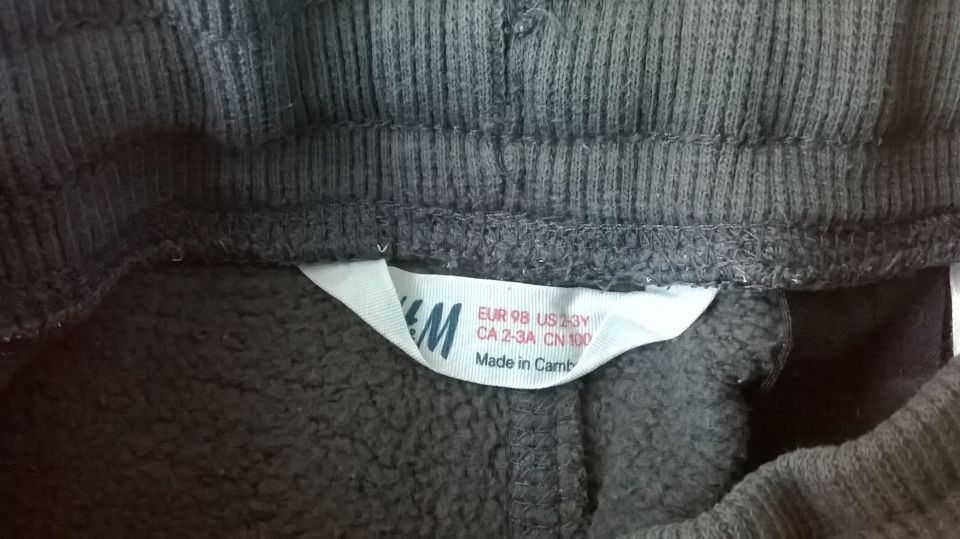 EUR 98 US 2-3Y
CA 2-3A CN 100
Made in